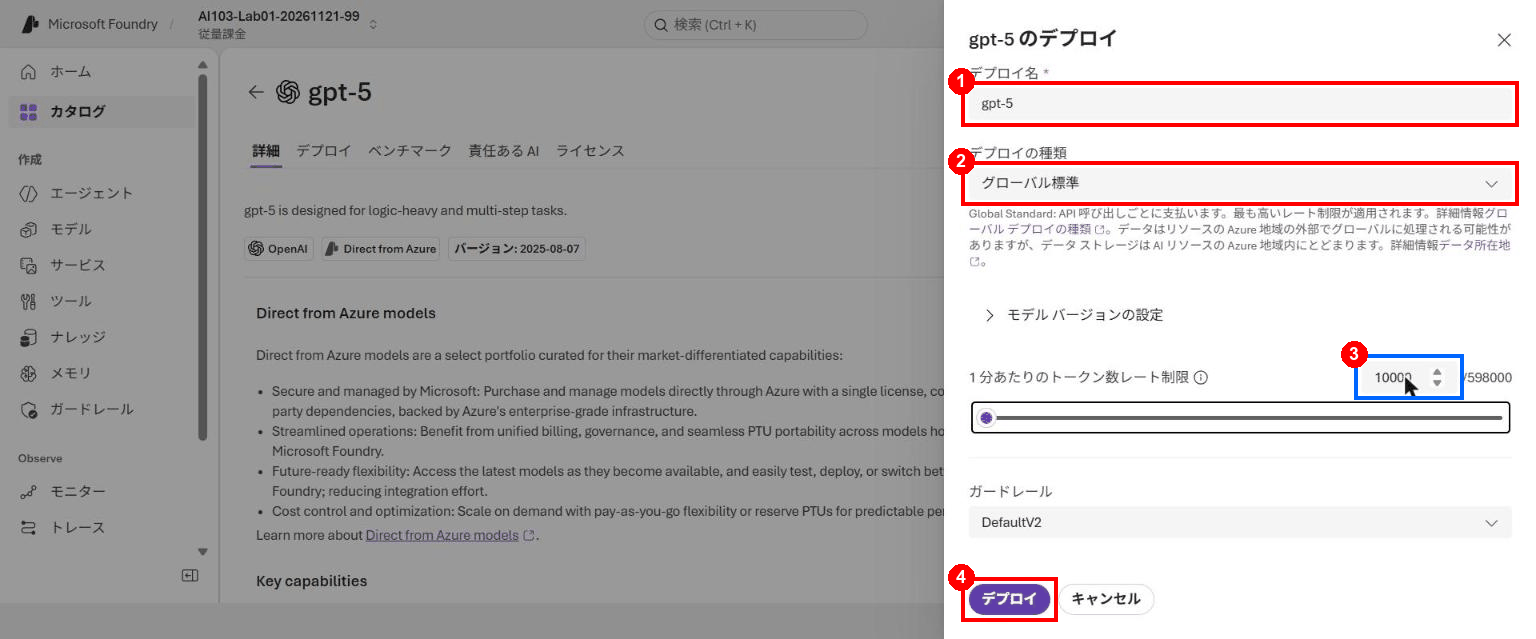 Microsoft Foundry / AI103-Lab01-20261121-99
従量課金
検索 (Ctrl + K)
ホーム
カタログ
作成
エージェント
モデル
サービス
ツール
ナレッジ
メモリ
ガードレール
Observe
モニター
トレース
gpt-5
詳細 デプロイ ベンチマーク 責任ある AI ライセンス
gpt-5 is designed for logic-heavy and multi-step tasks.
OpenAI Direct from Azure バージョン: 2025-08-07
Direct from Azure models
Direct from Azure models are a select portfolio curated for their market-differentiated capabilities:
• Secure and managed by Microsoft: Purchase and manage models directly through Azure with a single license, co
party dependencies, backed by Azure's enterprise-grade infrastructure.
• Streamlined operations: Benefit from unified billing, governance, and seamless PTU portability across models ho
Microsoft Foundry.
• Future-ready flexibility: Access the latest models as they become available, and easily test, deploy, or switch bet
Foundry; reducing integration effort.
• Cost control and optimization: Scale on demand with pay-as-you-go flexibility or reserve PTUs for predictable per
Learn more about Direct from Azure models.
Key capabilities
gpt-5 のデプロイ
デプロイ名 *
1
gpt-5
デプロイの種類
2
グローバル標準
Global Standard: API 呼び出しごとに支払います。最も高いレート制限が適用されます。詳細情報グロ
ーバル デプロイの種類。データはリソースの Azure 地域の外部でグローバルに処理される可能性が
ありますが、データ ストレージは AI リソースの Azure 地域内にとどまります。詳細情報データ所在地
。
モデル バージョンの設定
3
1 分あたりのトークン数レート制限 10000 /598000
ガードレール
DefaultV2
4
デプロイ キャンセル